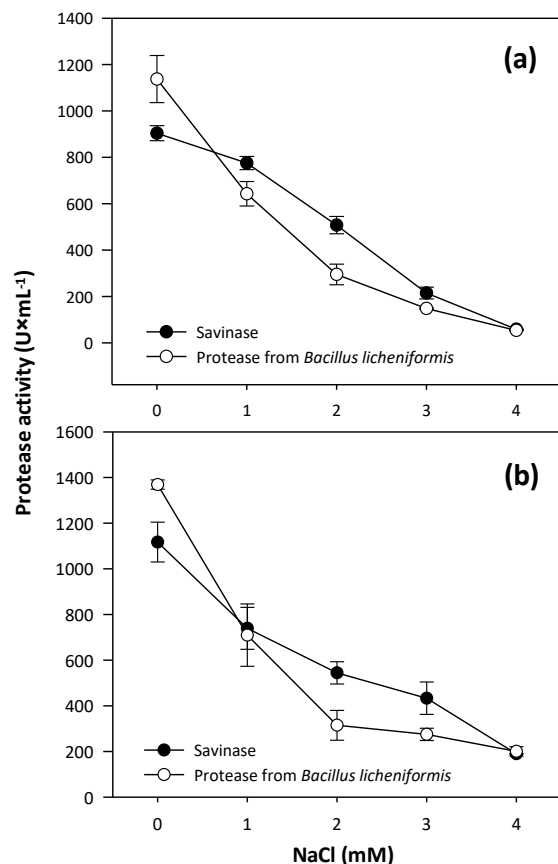 1400
(a)
1200
1000
800
600
400
200
0
Savinase
Protease from Bacillus licheniformis
0 1 2 3 4
Protease activity (U×mL-1)
1600
(b)
1400
1200
1000
800
600
400
200
0
Savinase
Protease from Bacillus licheniformis
0 1 2 3 4
NaCl (mM)